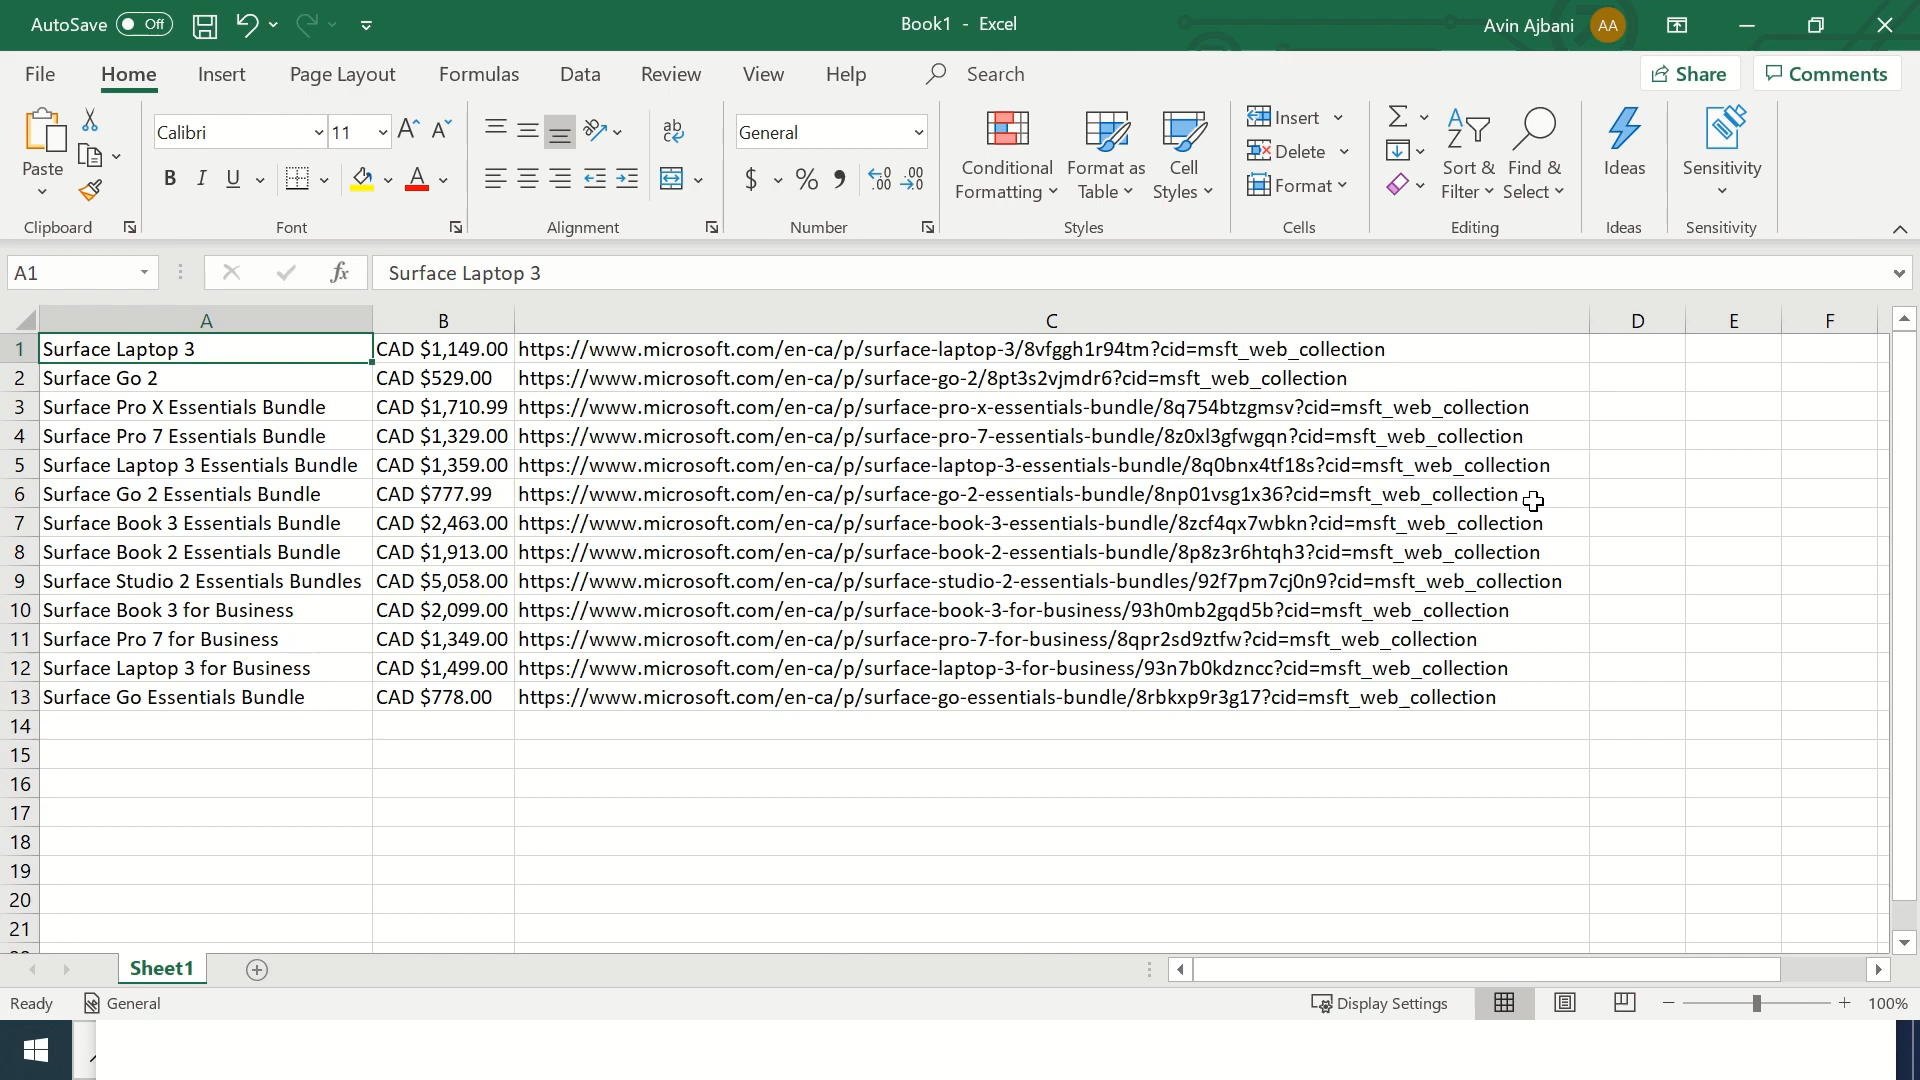 AutoSave Off Book1 - Excel Avin Ajbani AA
File Home Insert Page Layout Formulas Data Review View Help Search Share Comments
Calibri 11 General Insert
Paste Conditional Format as Cell Delete Sort & Find & Ideas Sensitivity
B I U $ % Formatting Table Styles Format Filter Select
Clipboard Font Alignment Number Styles Cells Editing Ideas Sensitivity
A1 fx Surface Laptop 3
A B C D E F
1 Surface Laptop 3 CAD $1,149.00 https://www.microsoft.com/en-ca/p/surface-laptop-3/8vfggh1r94tm?cid=msft_web_collection
2 Surface Go 2 CAD $529.00 https://www.microsoft.com/en-ca/p/surface-go-2/8pt3s2vjmdr6?cid=msft_web_collection
3 Surface Pro X Essentials Bundle CAD $1,710.99 https://www.microsoft.com/en-ca/p/surface-pro-x-essentials-bundle/8q754btzgmsv?cid=msft_web_collection
4 Surface Pro 7 Essentials Bundle CAD $1,329.00 https://www.microsoft.com/en-ca/p/surface-pro-7-essentials-bundle/8z0xl3gfwgqn?cid=msft_web_collection
5 Surface Laptop 3 Essentials Bundle CAD $1,359.00 https://www.microsoft.com/en-ca/p/surface-laptop-3-essentials-bundle/8q0bnx4tf18s?cid=msft_web_collection
6 Surface Go 2 Essentials Bundle CAD $777.99 https://www.microsoft.com/en-ca/p/surface-go-2-essentials-bundle/8np01vsg1x36?cid=msft_web_collection
7 Surface Book 3 Essentials Bundle CAD $2,463.00 https://www.microsoft.com/en-ca/p/surface-book-3-essentials-bundle/8zcf4qx7wbkn?cid=msft_web_collection
8 Surface Book 2 Essentials Bundle CAD $1,913.00 https://www.microsoft.com/en-ca/p/surface-book-2-essentials-bundle/8p8z3r6htqh3?cid=msft_web_collection
9 Surface Studio 2 Essentials Bundles CAD $5,058.00 https://www.microsoft.com/en-ca/p/surface-studio-2-essentials-bundles/92f7pm7cj0n9?cid=msft_web_collection
10 Surface Book 3 for Business CAD $2,099.00 https://www.microsoft.com/en-ca/p/surface-book-3-for-business/93h0mb2gqd5b?cid=msft_web_collection
11 Surface Pro 7 for Business CAD $1,349.00 https://www.microsoft.com/en-ca/p/surface-pro-7-for-business/8qpr2sd9ztfw?cid=msft_web_collection
12 Surface Laptop 3 for Business CAD $1,499.00 https://www.microsoft.com/en-ca/p/surface-laptop-3-for-business/93n7b0kdzncc?cid=msft_web_collection
13 Surface Go Essentials Bundle CAD $778.00 https://www.microsoft.com/en-ca/p/surface-go-essentials-bundle/8rbkxp9r3g17?cid=msft_web_collection
14
15
16
17
18
19
20
21
Sheet1
Ready General Display Settings 100%